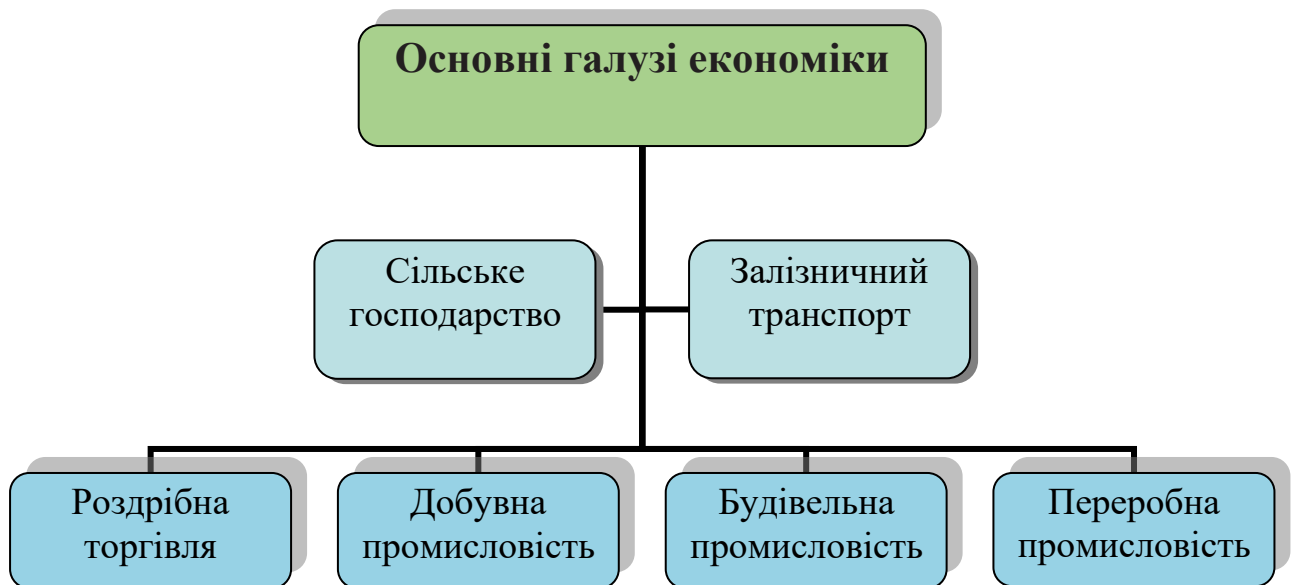 Основні галузі економіки
Сільське
господарство
Залізничний
транспорт
Роздрібна
торгівля
Добувна
промисловість
Будівельна
промисловість
Переробна
промисловість